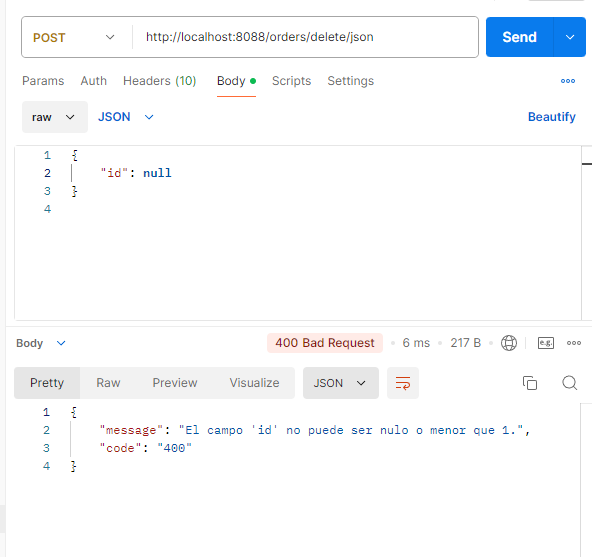 POST http://localhost:8088/orders/delete/json Send
Params Auth Headers (10) Body Scripts Settings
raw JSON Beautify
1 {
2 "id": null
3 }
4
Body 400 Bad Request 6 ms 217 B e.g.
Pretty Raw Preview Visualize JSON
1 {
2 "message": "El campo 'id' no puede ser nulo o menor que 1.",
3 "code": "400"
4 }